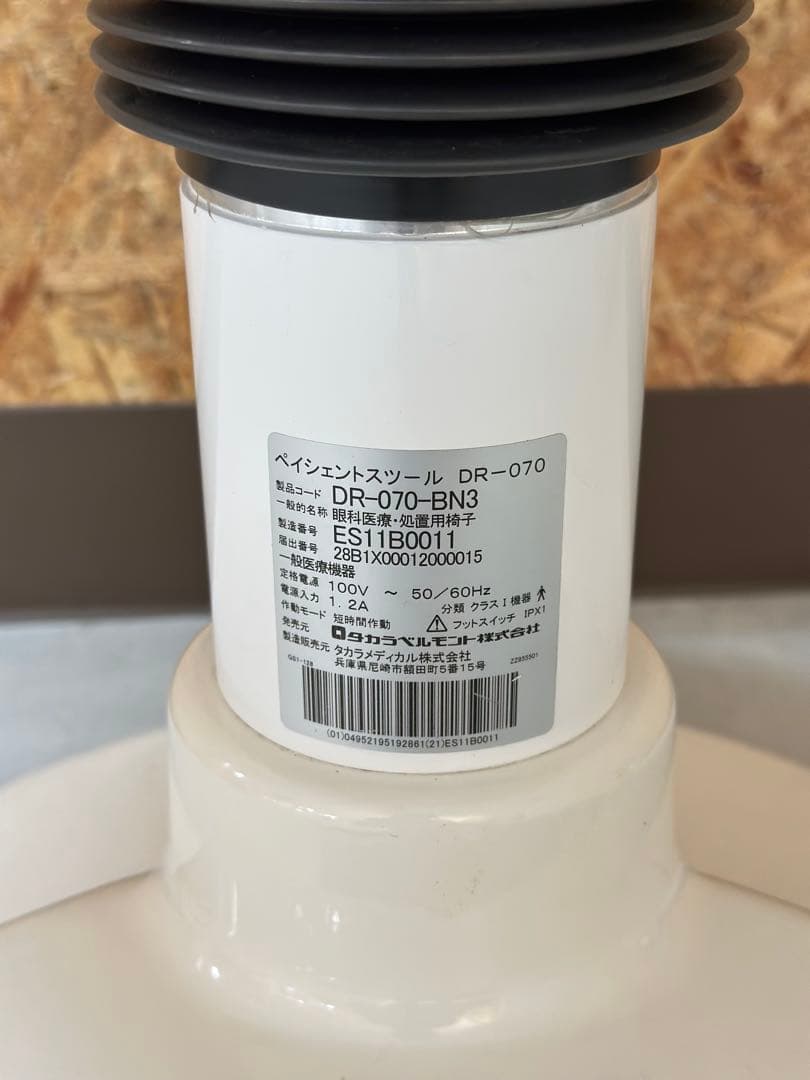 ペイシェントスツール DR-070
製品コード DR-070-BN3
一般的名称 眼科医療・処置用椅子
製造番号 ES11B0011
届出番号 28B1X00012000015
一般医療機器
定格電源 100V ~ 50/60Hz
電源入力 1.2A 分類 クラスⅠ機器
作動モード 短時間作動 フットスイッチ IPX1
発売元 タカラベルモント株式会社
製造販売元 タカラメディカル株式会社
兵庫県尼崎市額田町5番15号
GS1-128 ZZ955501
(01)04952195192861(21)ES11B0011